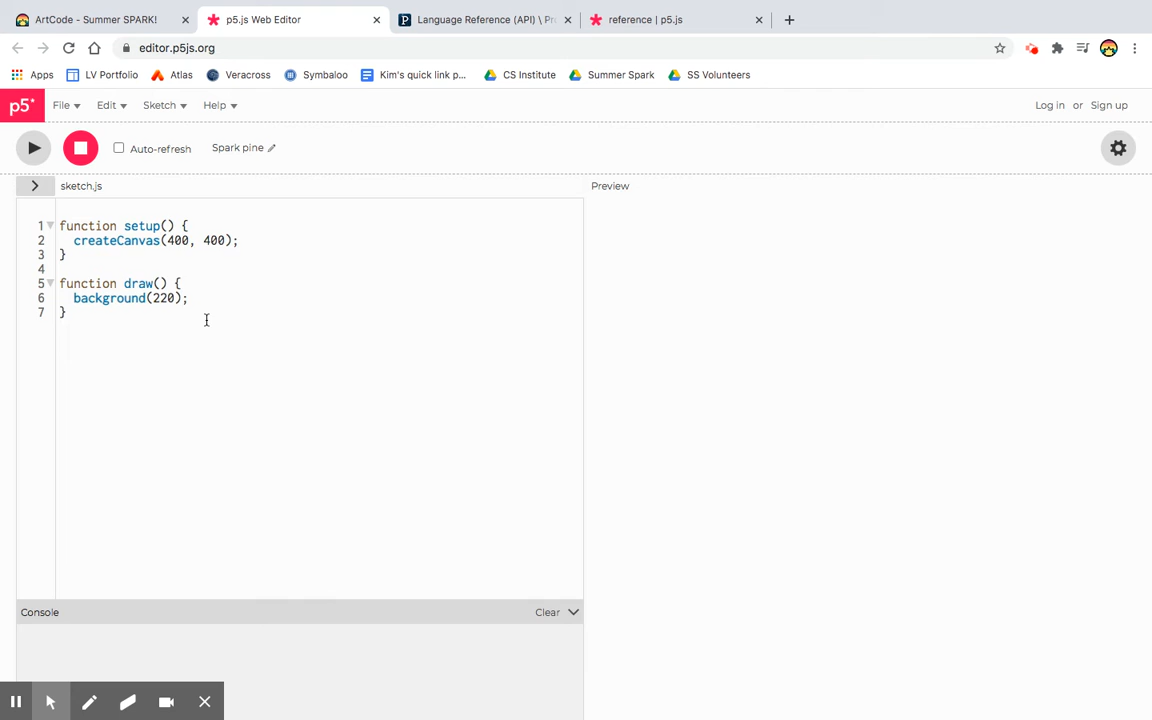 ArtCode - Summer SPARK! p5.js Web Editor Language Reference (API) \ Pr reference | p5.js
editor.p5js.org
Apps LV Portfolio Atlas Veracross Symbaloo Kim's quick link p... CS Institute Summer Spark SS Volunteers
p5* File Edit Sketch Help Log in or Sign up
Auto-refresh Spark pine
sketch.js Preview
1 function setup() {
2 createCanvas(400, 400);
3 }
4
5 function draw() {
6 background(220);
7 }
Console Clear